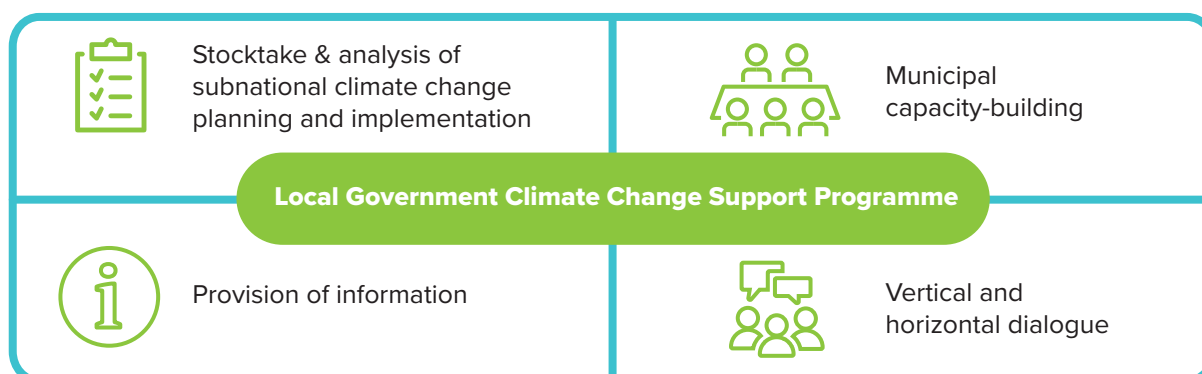 Stocktake & analysis of
subnational climate change
planning and implementation
Municipal
capacity-building
Local Government Climate Change Support Programme
Provision of information
Vertical and
horizontal dialogue